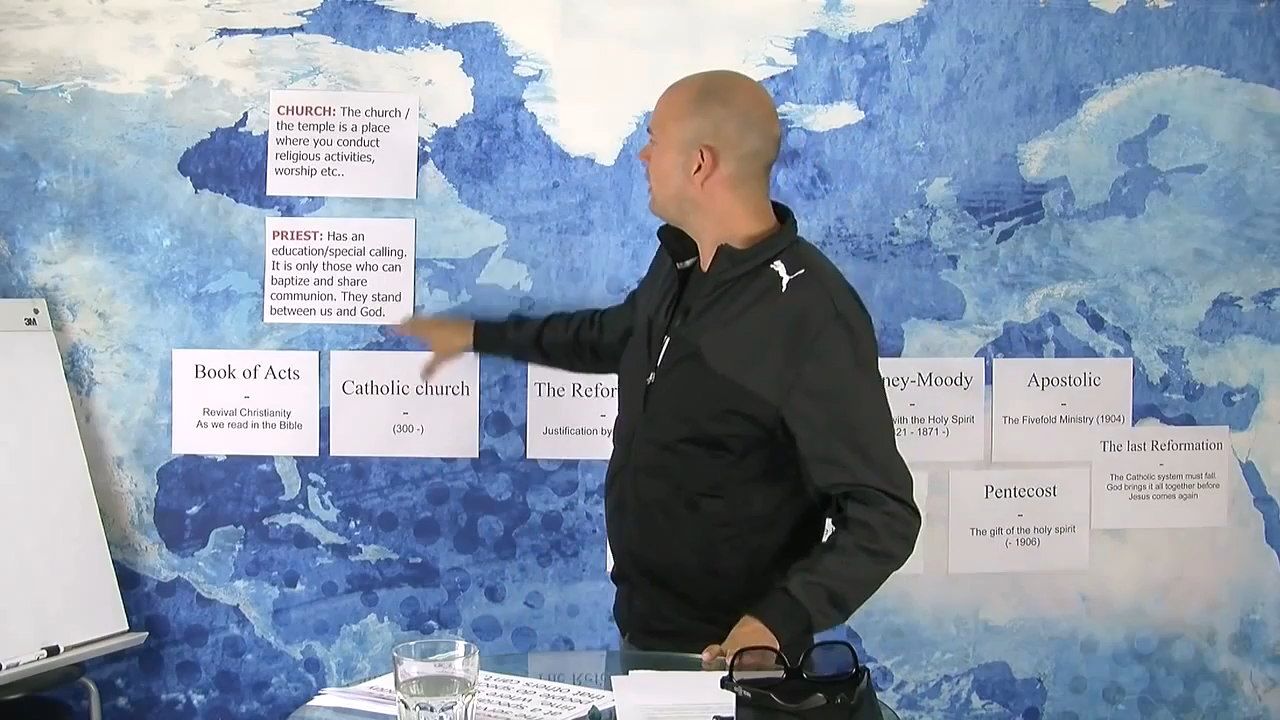 CHURCH: The church /
the temple is a place
where you conduct
religious activities,
worship etc..
PRIEST: Has an
education/special calling.
It is only those who can
baptize and share
communion. They stand
between us and God.
3M
Book of Acts
-
Revival Christianity
As we read in the Bible
Catholic church
-
(300 -)
The Refor
-
Justification by
ney-Moody
-
with the Holy Spirit
21 - 1871 -)
Apostolic
-
The Fivefold Ministry (1904)
The last Reformation
-
The Catholic system must fall
God brings it all together before
Jesus comes again
Pentecost
-
The gift of the holy spirit
(- 1906)